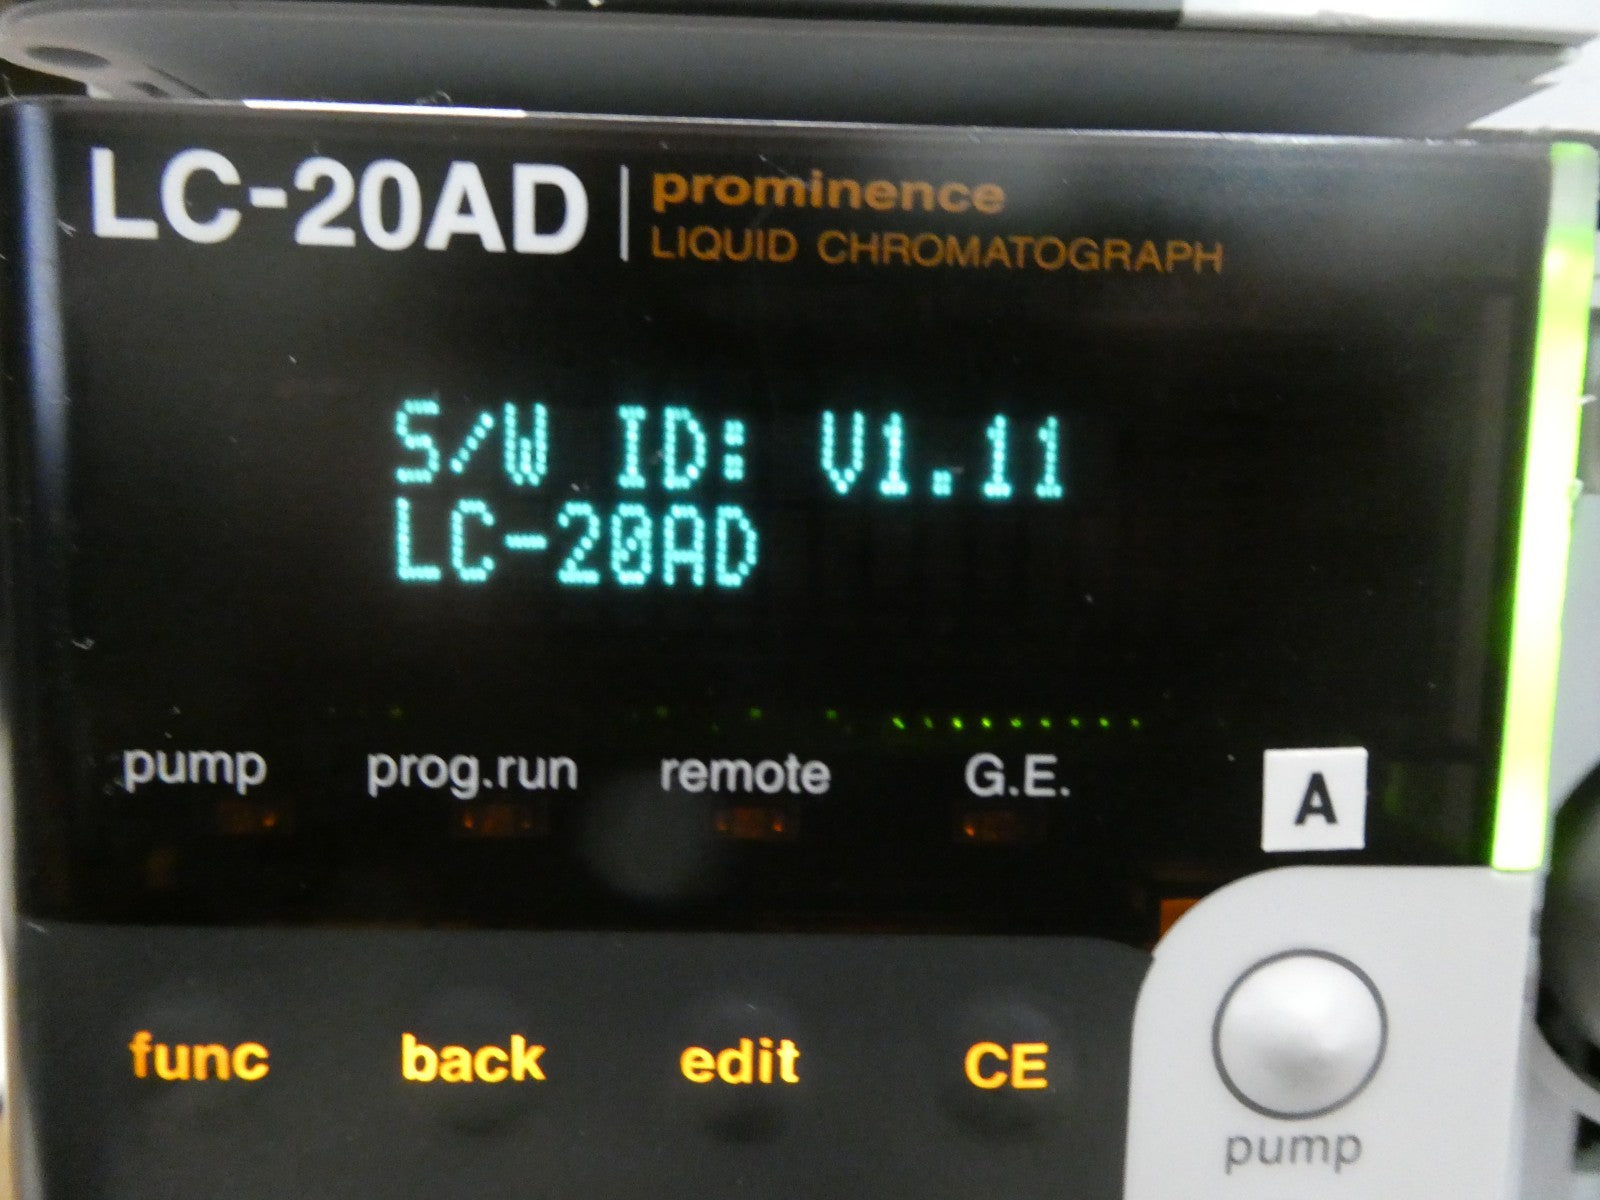 LC-20AD
prominence
LIQUID CHROMATOGRAPH
S/W ID: V1.11
LC-20AD
pump prog.run remote G.E. A
func back edit CE
pump